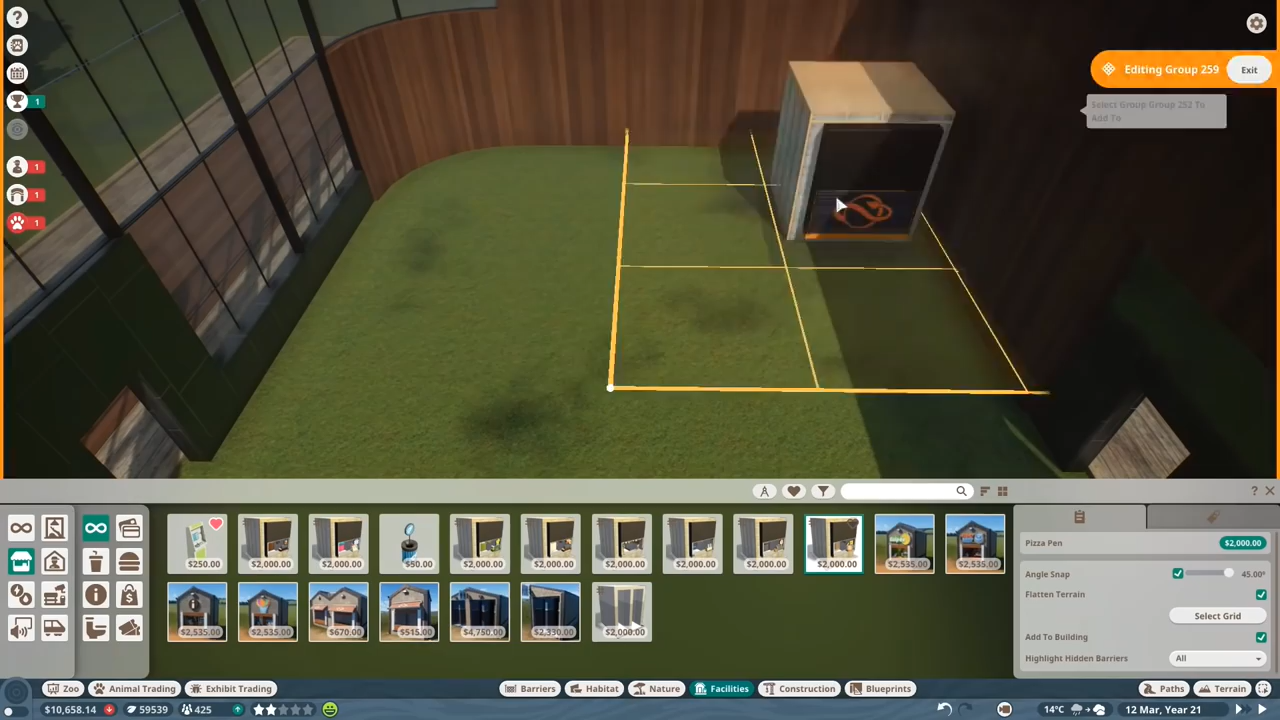 Editing Group 259
Exit
Select Group Group 252 To
Add To
1
1
1
1
$250.00
$2,000.00
$2,000.00
$50.00
$2,000.00
$2,000.00
$2,000.00
$2,000.00
$2,000.00
$2,000.00
$2,535.00
$2,535.00
$2,535.00
$2,535.00
$670.00
$515.00
$4,750.00
$2,330.00
$2,000.00
? X
Pizza Pen
$2,000.00
Angle Snap
45.00°
Flatten Terrain
Select Grid
Add To Building
Highlight Hidden Barriers
All
Zoo
Animal Trading
Exhibit Trading
Barriers
Habitat
Nature
Facilities
Construction
Blueprints
Paths
Terrain
$10,658.14
59539
425
14°C
12 Mar, Year 21